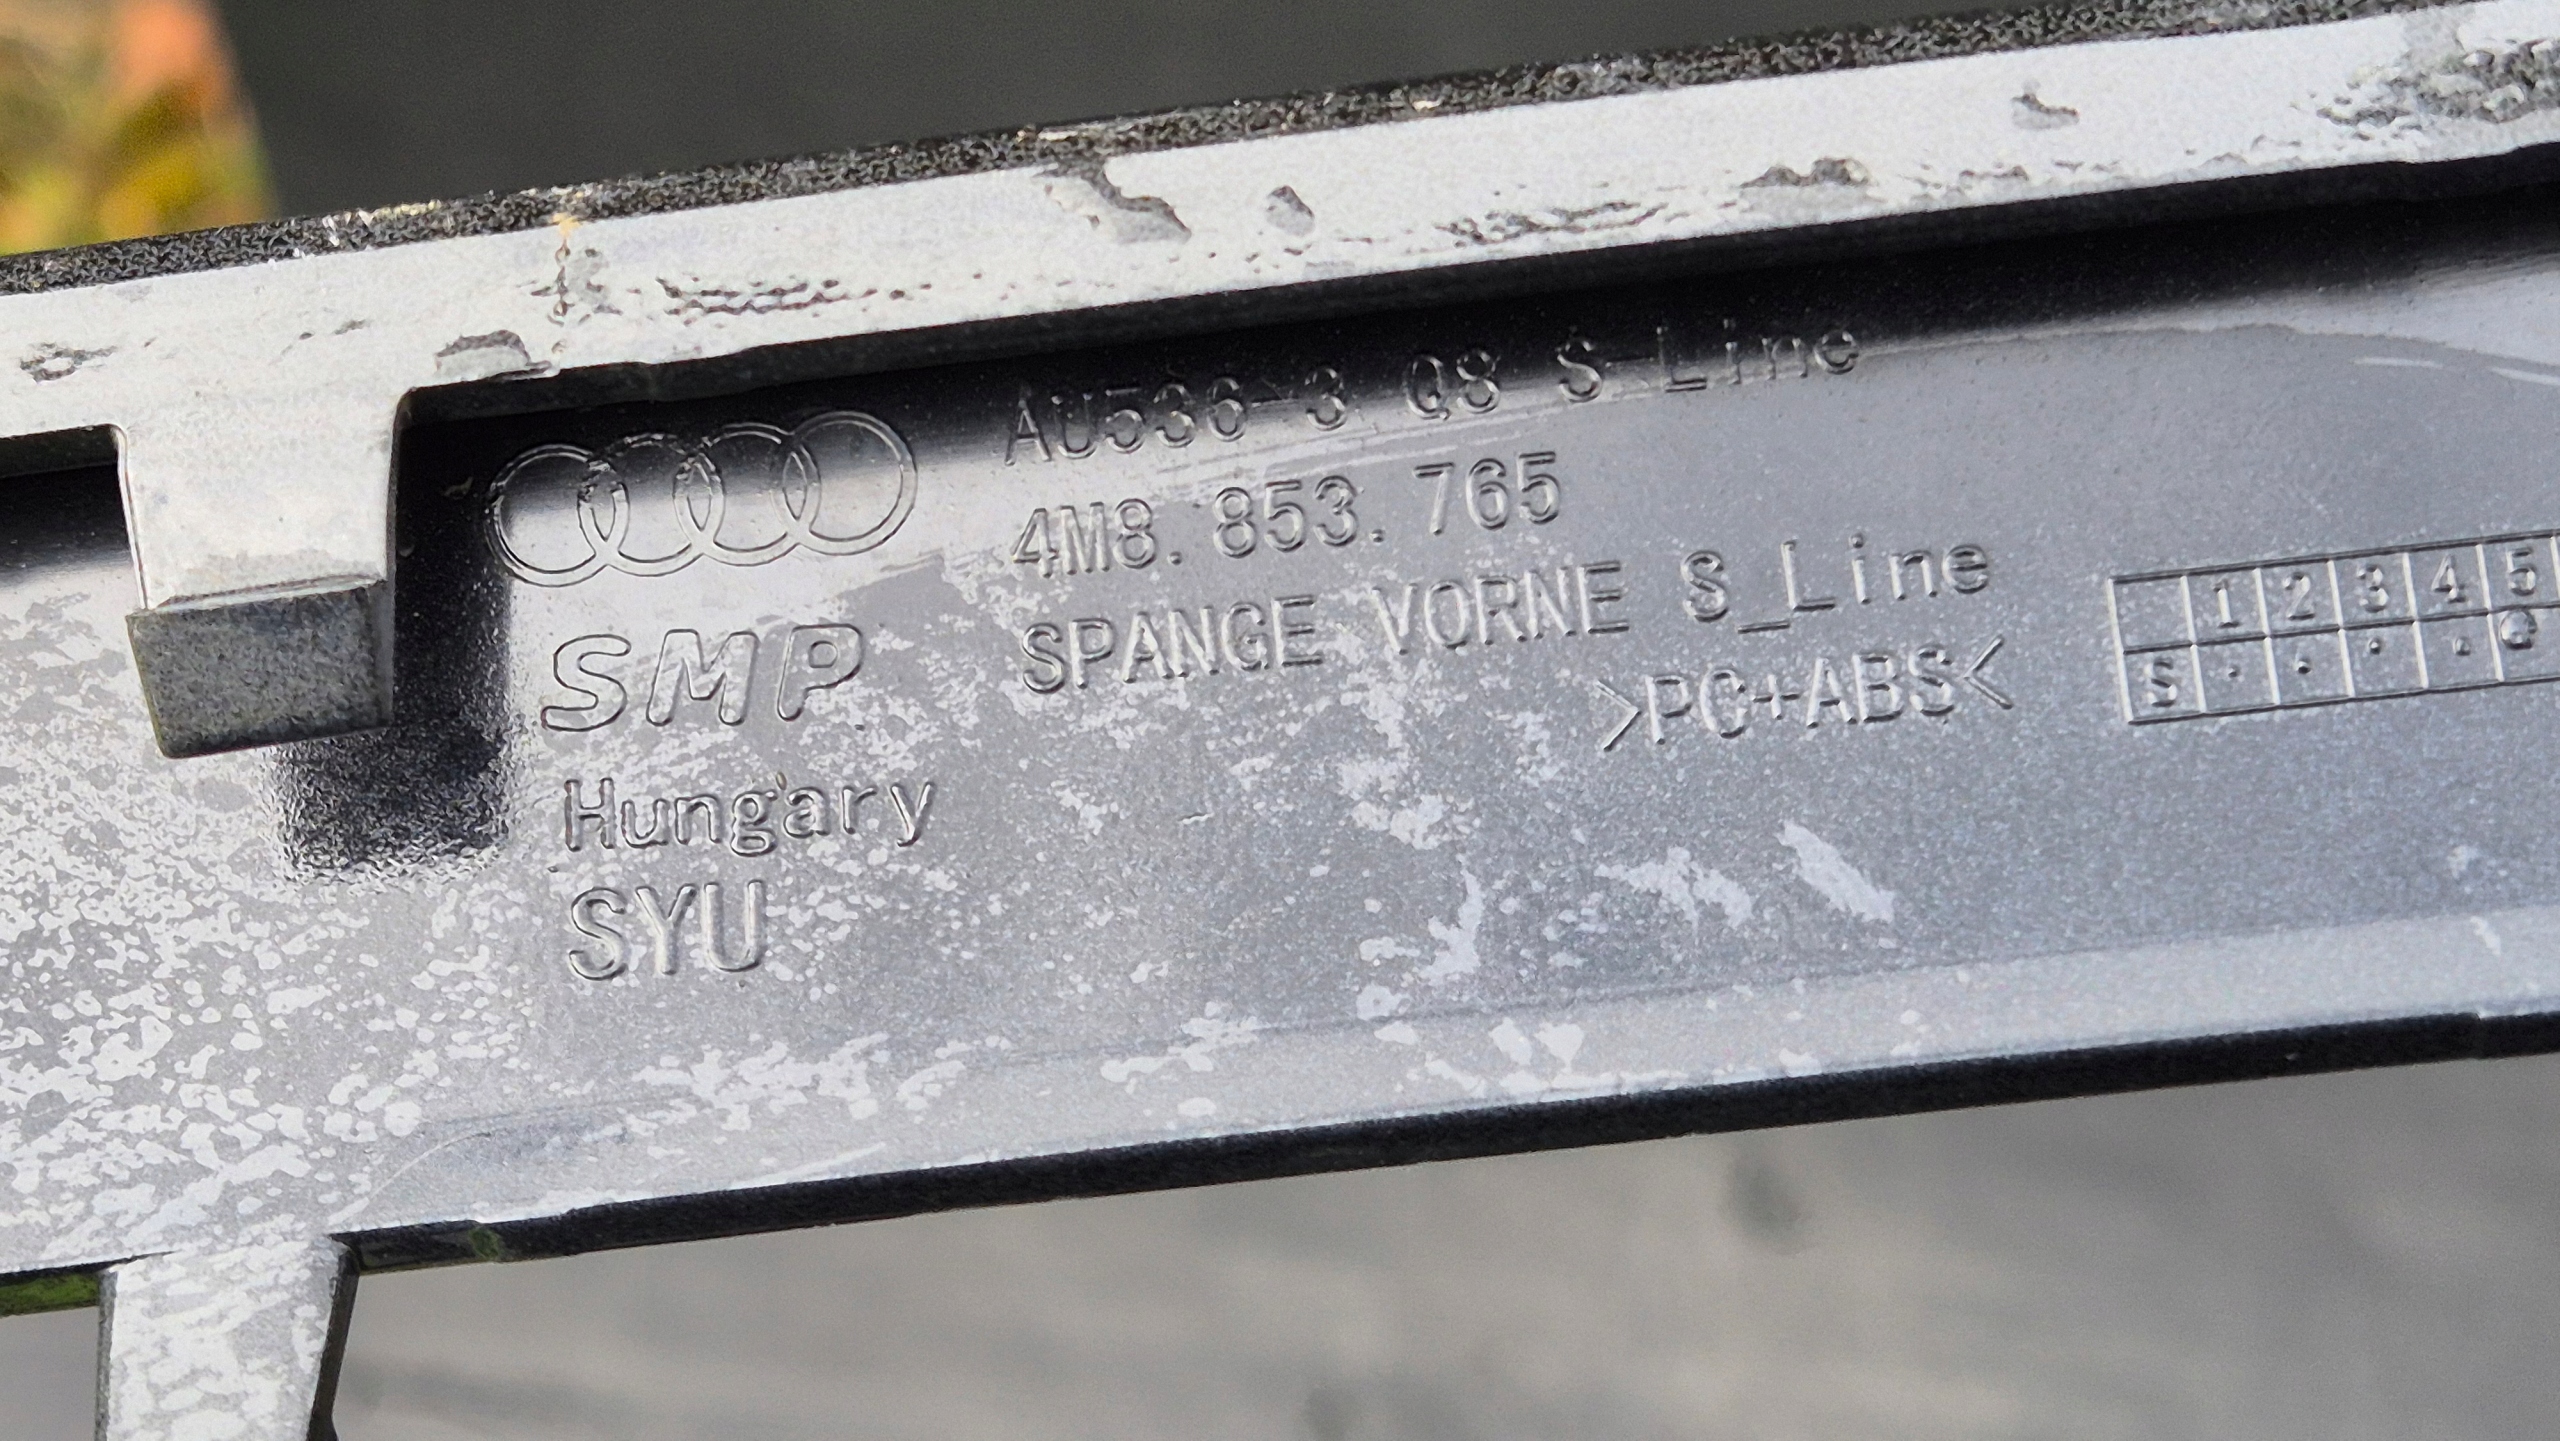 AU536-3 Q8 S-Line
4M8.853.765
SPANGE VORNE S_Line
>PC+ABS<
SMP
Hungary
SYU
1 2 3 4 5
S